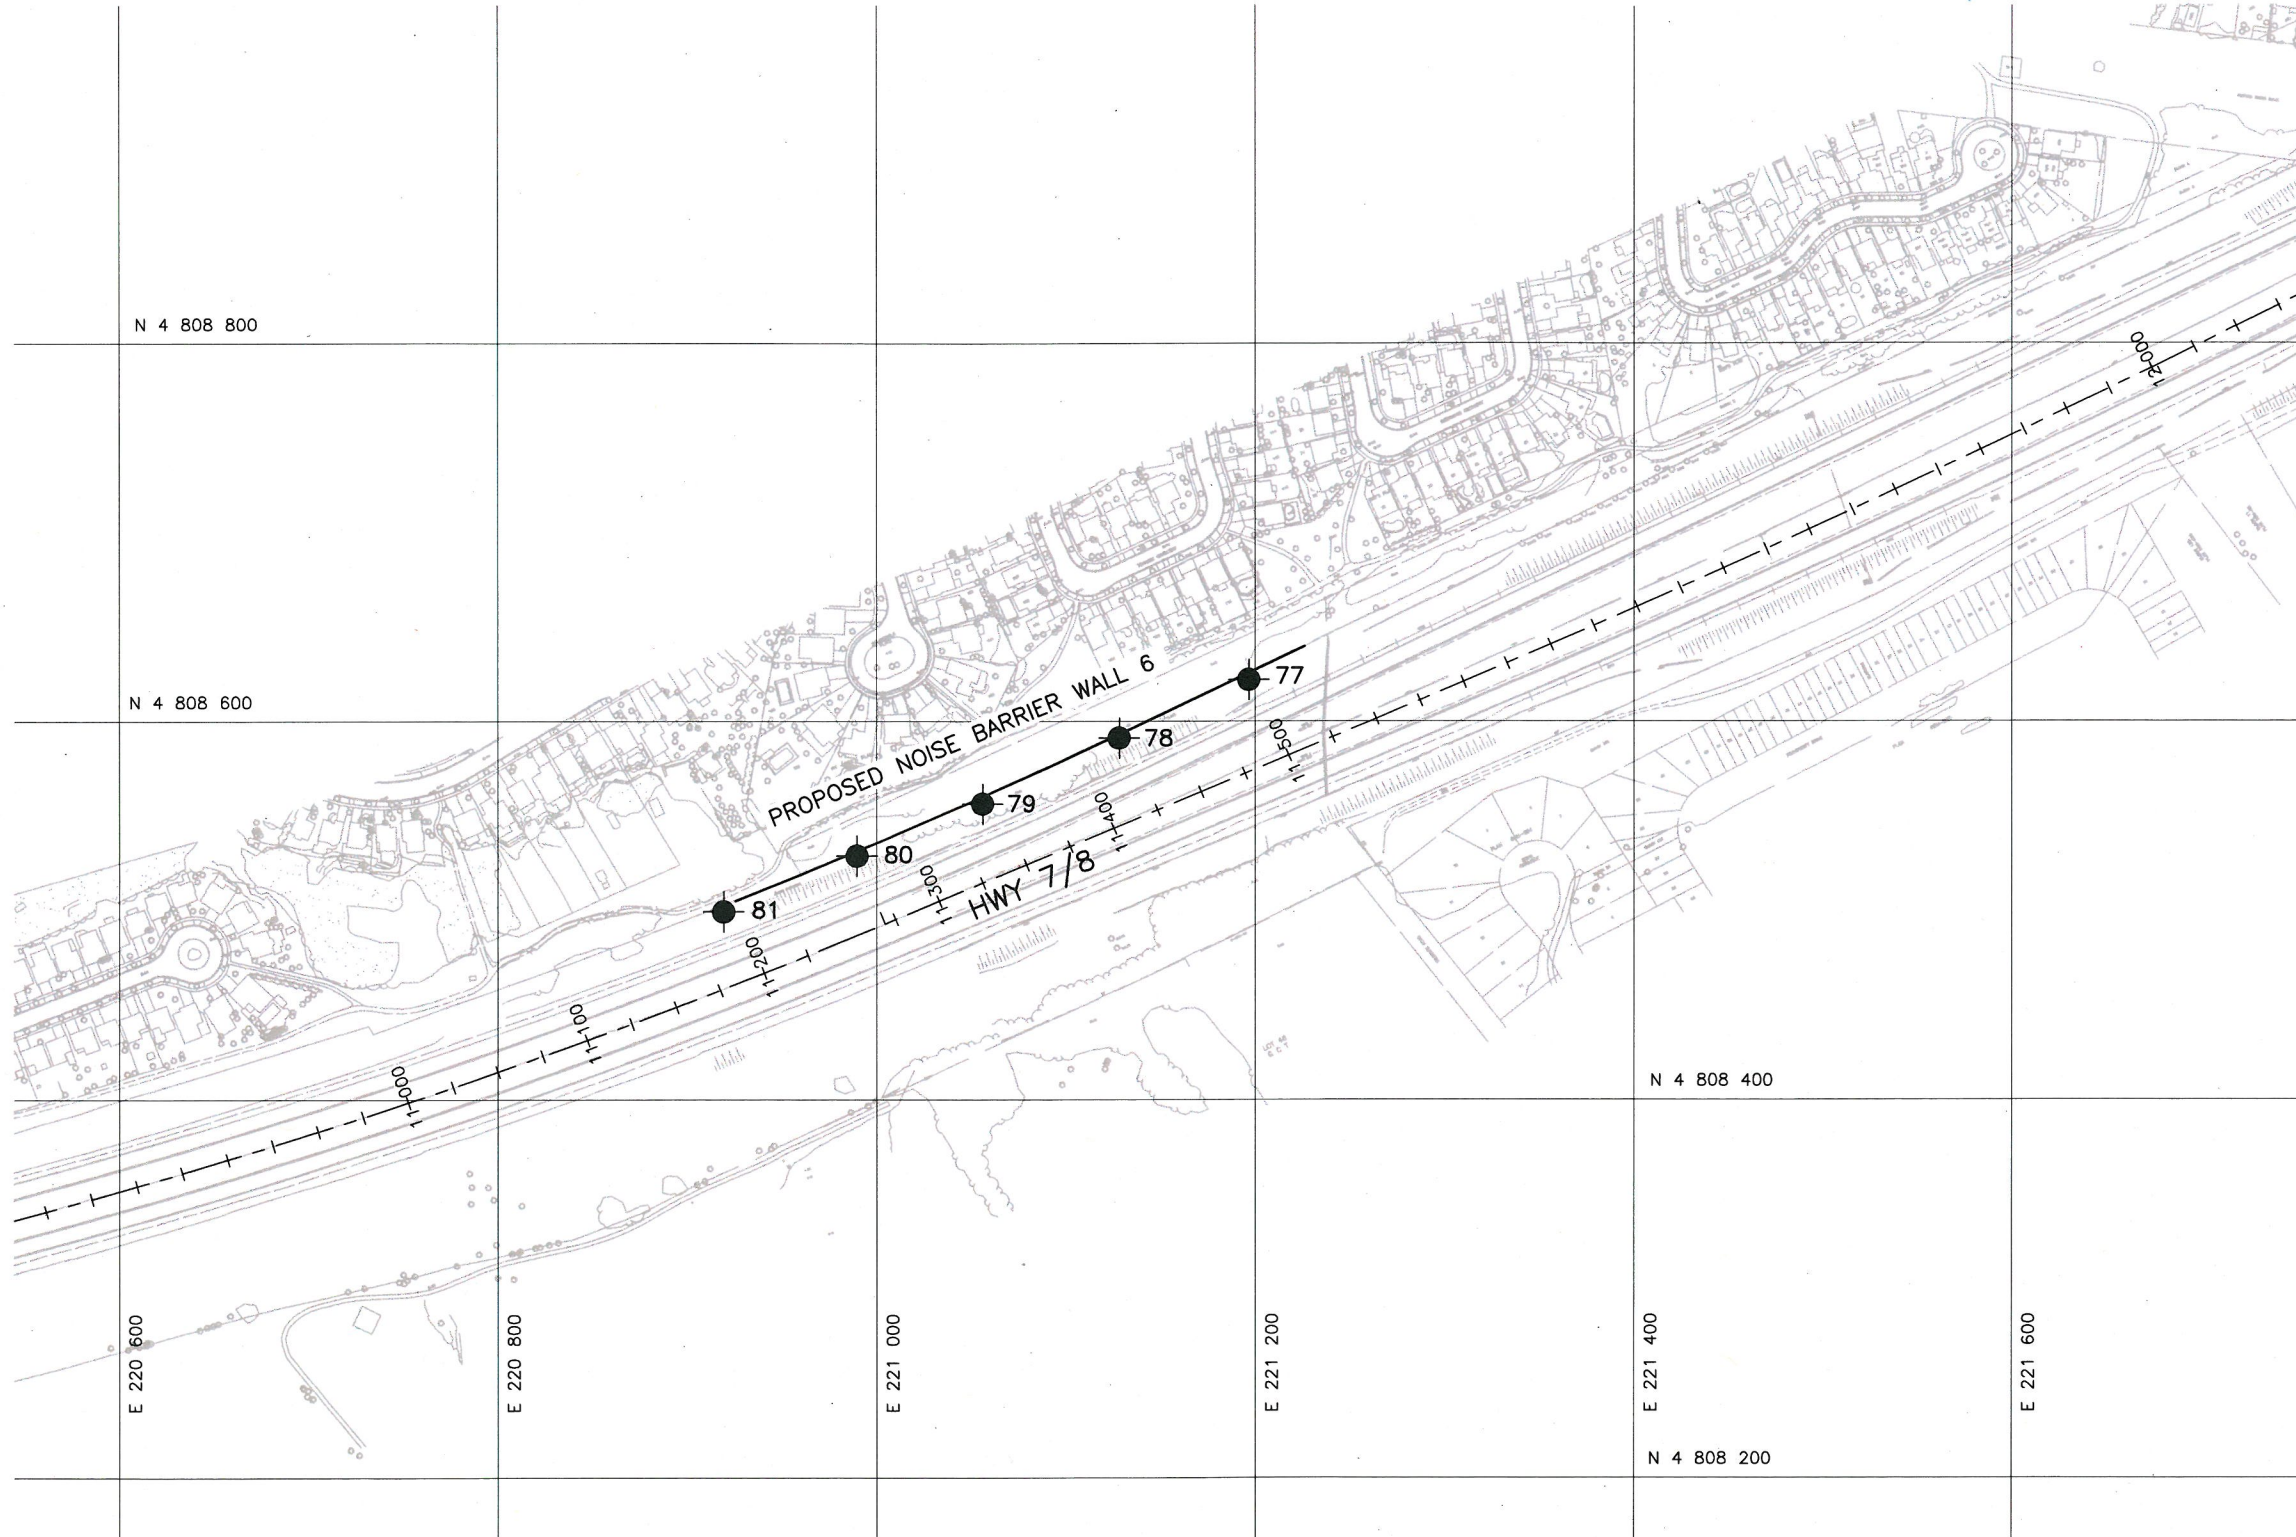 N 4 808 800
12+000
N 4 808 600
PROPOSED NOISE BARRIER WALL 6
77
78
79
80
81
11+500
11+400
11+300
11+200
11+100
11+000
HWY 7/8
N 4 808 400
E 220 600
E 220 800
E 221 000
E 221 200
E 221 400
E 221 600
N 4 808 200